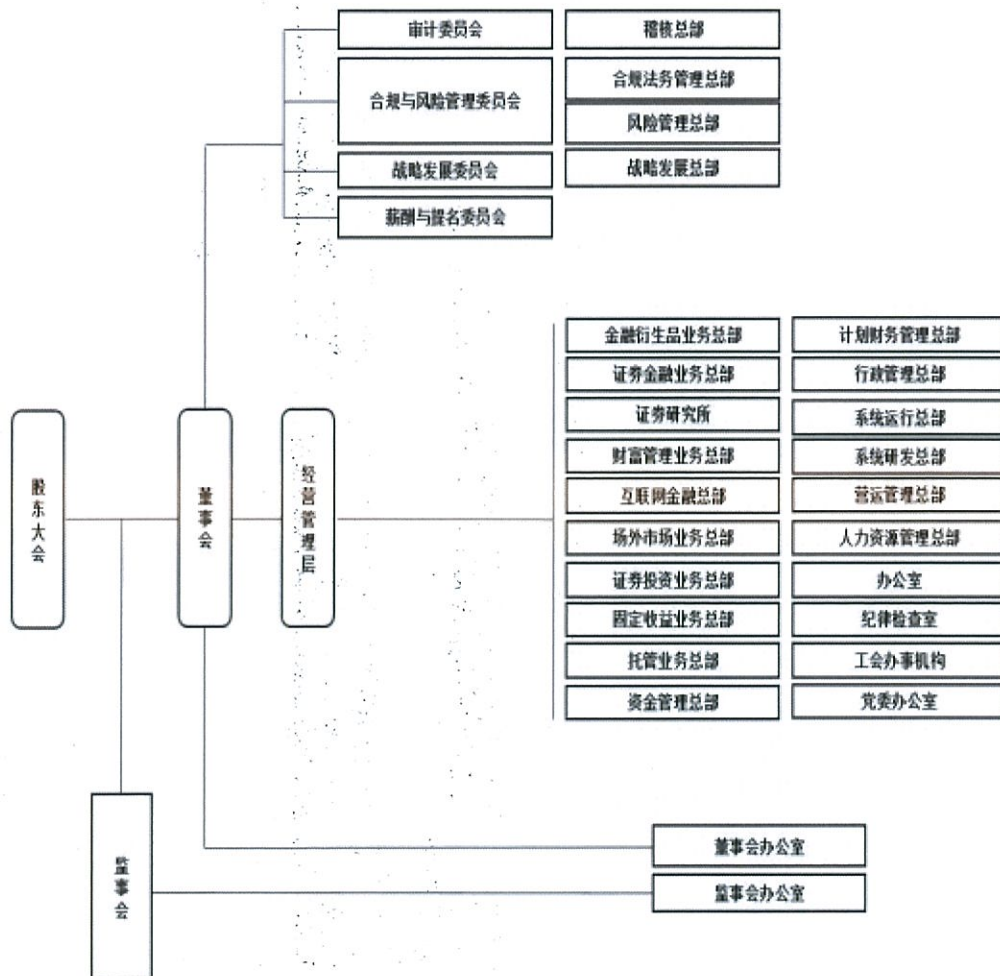 审计委员会
稽核总部
合规与风险管理委员会
合规法务管理总部
风险管理总部
战略发展委员会
战略发展总部
薪酬与提名委员会
股东大会
董事会
经营管理层
金融衍生品业务总部
计划财务管理总部
证券金融业务总部
行政管理总部
证券研究所
系统运行总部
财富管理业务总部
系统研发总部
互联网金融总部
营运管理总部
场外市场业务总部
人力资源管理总部
证券投资业务总部
办公室
固定收益业务总部
纪律检查室
托管业务总部
工会办事机构
资金管理总部
党委办公室
监事会
董事会办公室
监事会办公室